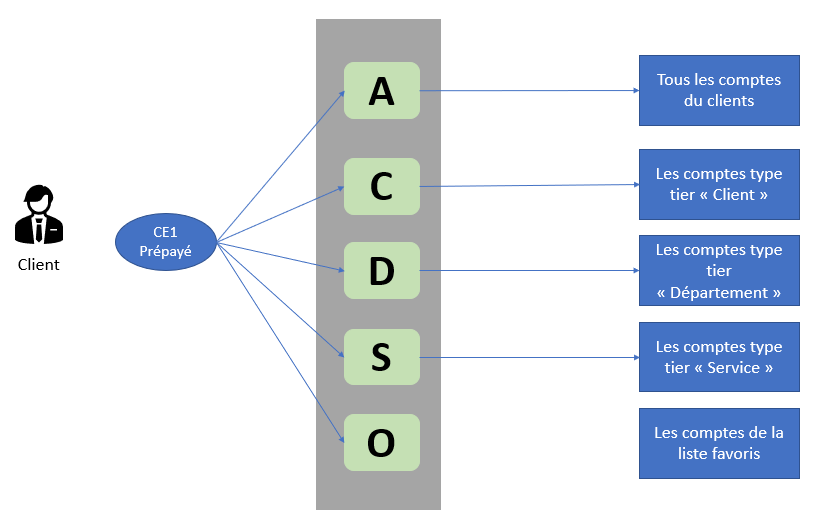 Client
CE1
Prépayé
A
C
D
S
O
Tous les comptes
du clients
Les comptes type
tier « Client »
Les comptes type
tier
« Département »
Les comptes type
tier « Service »
Les comptes de la
liste favoris